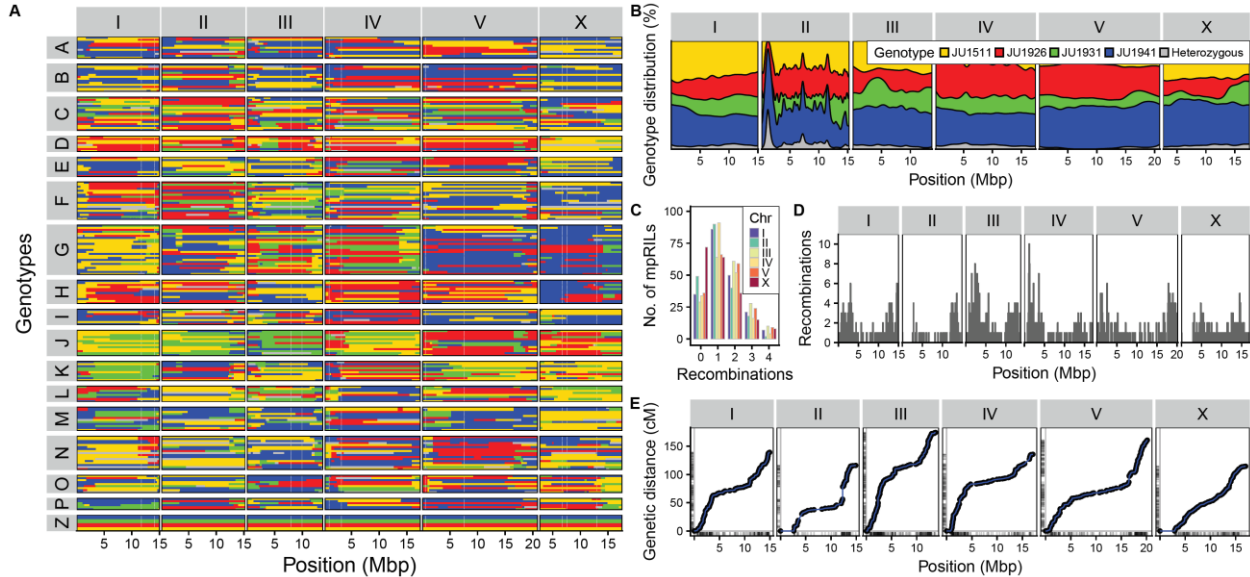 A
I II III IV V X
Genotypes
A
B
C
D
E
F
G
H
I
J
K
L
M
N
O
P
Z
5 10 15 5 10 15 5 10 5 10 15 5 10 15 20 5 10 15
Position (Mbp)
B
Genotype distribution (%)
I II III IV V X
Genotype JU1511 JU1926 JU1931 JU1941 Heterozygous
5 10 15 5 10 15 5 10 5 10 15 5 10 15 20 5 10 15
Position (Mbp)
C
No. of mpRILs
100
75
50
25
0
Chr
I
II
III
IV
V
X
0 1 2 3 4
Recombinations
D
I II III IV V X
Recombinations
10
8
6
4
2
0
5 10 15 5 10 5 10 5 10 15 5 10 15 20 5 10 15
Position (Mbp)
E
Genetic distance (cM)
I II III IV V X
150
100
50
0
0 5 10 15 5 10 15 5 10 5 10 15 5 10 15 20 5 10 15
Position (Mbp)